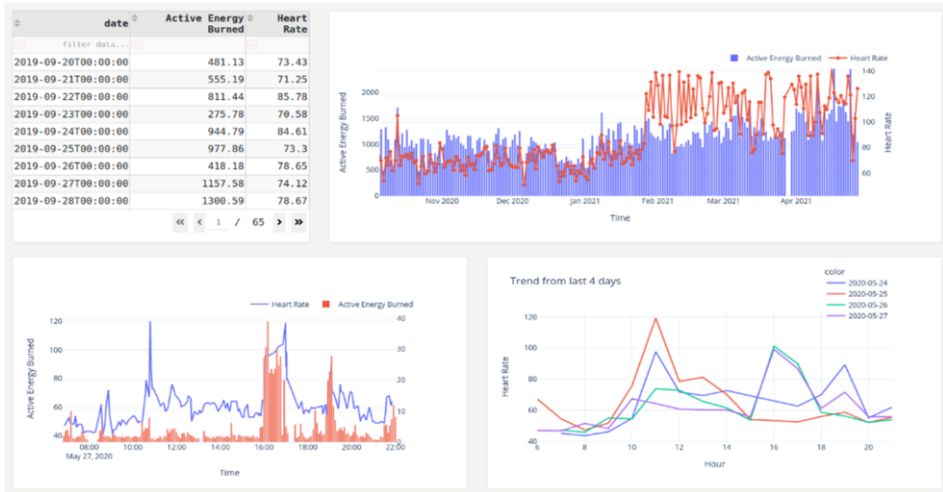 date Active Energy Burned Heart Rate
filter data...
2019-09-20T00:00:00 481.13 73.43
2019-09-21T00:00:00 555.19 71.25
2019-09-22T00:00:00 811.44 85.78
2019-09-23T00:00:00 275.78 70.58
2019-09-24T00:00:00 944.79 84.61
2019-09-25T00:00:00 977.86 73.3
2019-09-26T00:00:00 418.18 78.65
2019-09-27T00:00:00 1157.58 74.12
2019-09-28T00:00:00 1300.59 78.67
<< < 1 / 65 > >>
Active Energy Burned Heart Rate
Active Energy Burned
2000
1500
1000
500
0
140
120
100
80
60
Heart Rate
Nov 2020 Dec 2020 Jan 2021 Feb 2021 Mar 2021 Apr 2021
Time
Heart Rate Active Energy Burned
Active Energy Burned
120
100
80
60
40
40
30
20
10
0
08:00 10:00 12:00 14:00 16:00 18:00 20:00 22:00
May 27, 2020
Time
Trend from last 4 days
color
2020-05-24
2020-05-25
2020-05-26
2020-05-27
Heart Rate
120
100
80
60
40
6 8 10 12 14 16 18 20
Hour